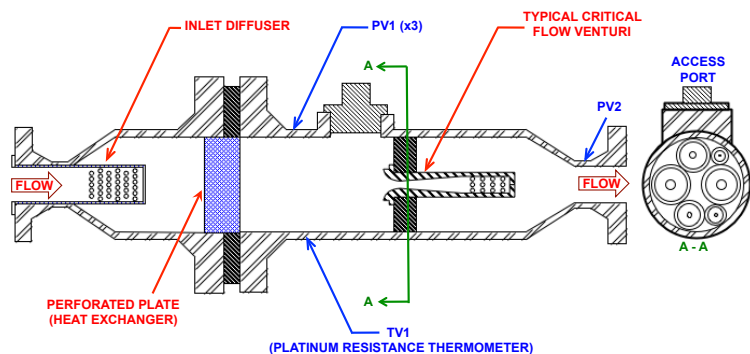 INLET DIFFUSER
PV1 (x3)
TYPICAL CRITICAL
FLOW VENTURI
A
ACCESS
PORT
PV2
FLOW
FLOW
A - A
A
PERFORATED PLATE
(HEAT EXCHANGER)
TV1
(PLATINUM RESISTANCE THERMOMETER)